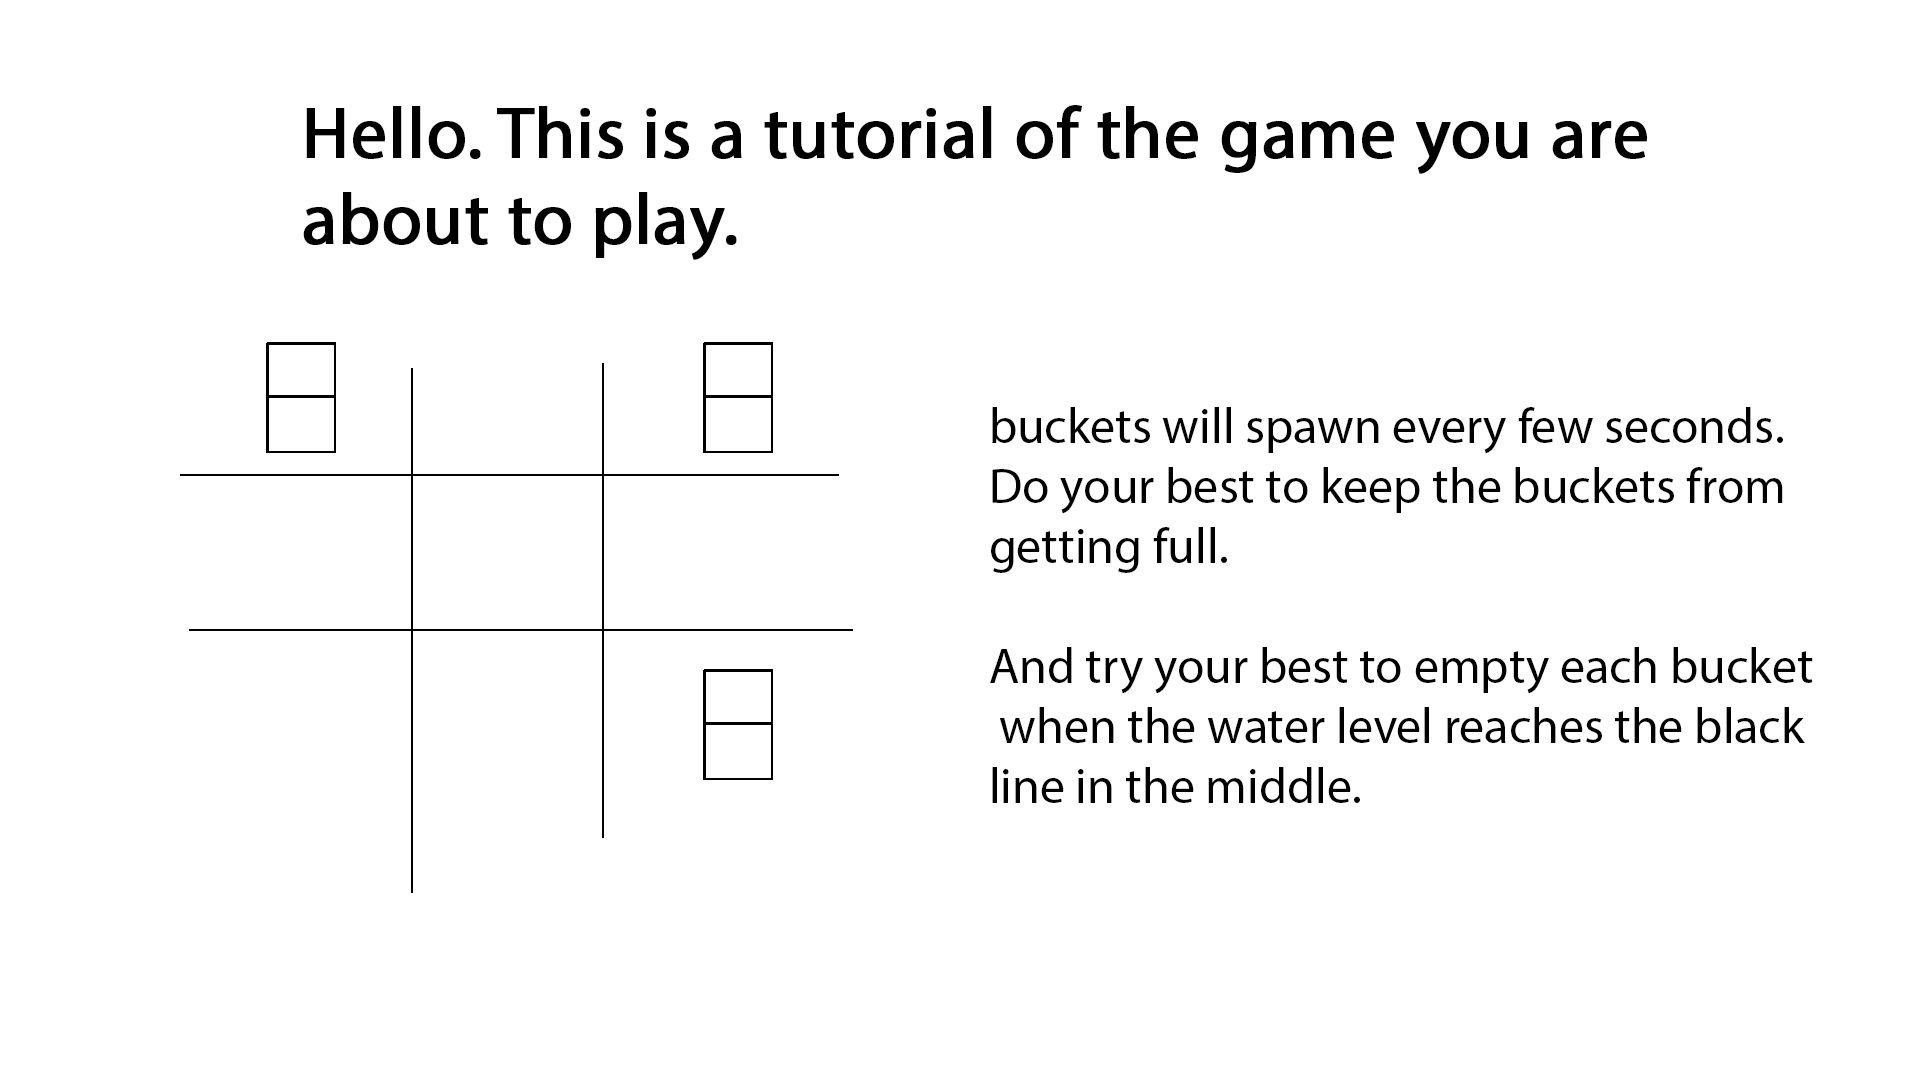 Hello. This is a tutorial of the game you are
about to play.
buckets will spawn every few seconds.
Do your best to keep the buckets from
getting full.
And try your best to empty each bucket
when the water level reaches the black
line in the middle.